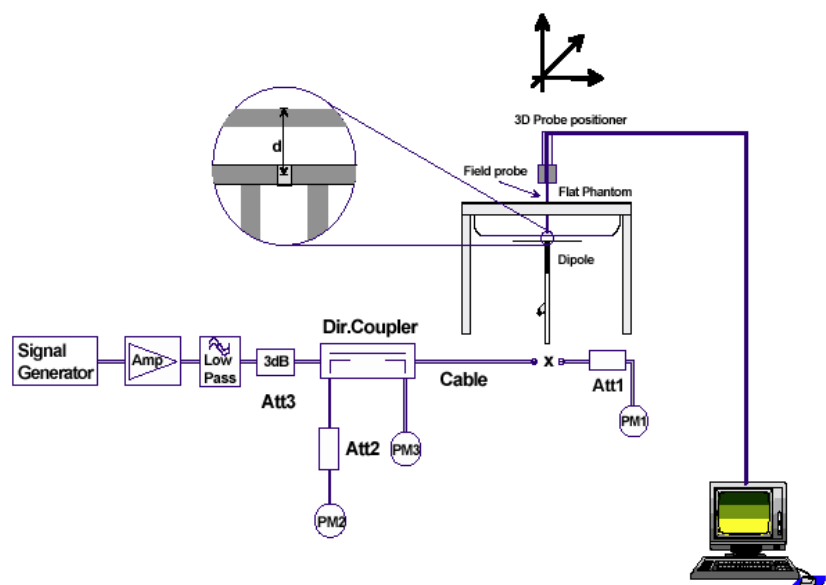 3D Probe positioner
d
Field probe
Flat Phantom
Dipole
Dir.Coupler
Signal
Generator
Amp
Low
Pass
3dB
Cable
x
Att3
Att1
PM1
Att2
PM3
PM2